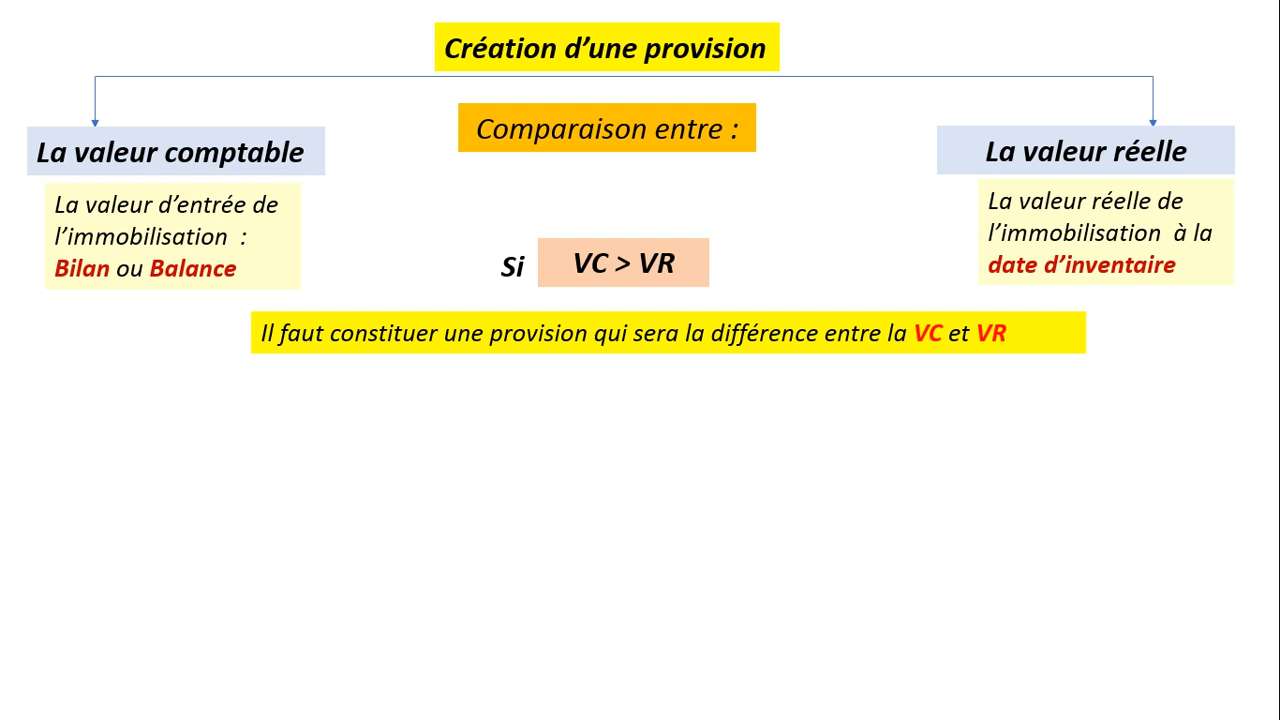 Création d'une provision
Comparaison entre :
La valeur comptable
La valeur d'entrée de
l'immobilisation :
Bilan ou Balance
La valeur réelle
La valeur réelle de
l'immobilisation à la
date d'inventaire
Si VC > VR
Il faut constituer une provision qui sera la différence entre la VC et VR